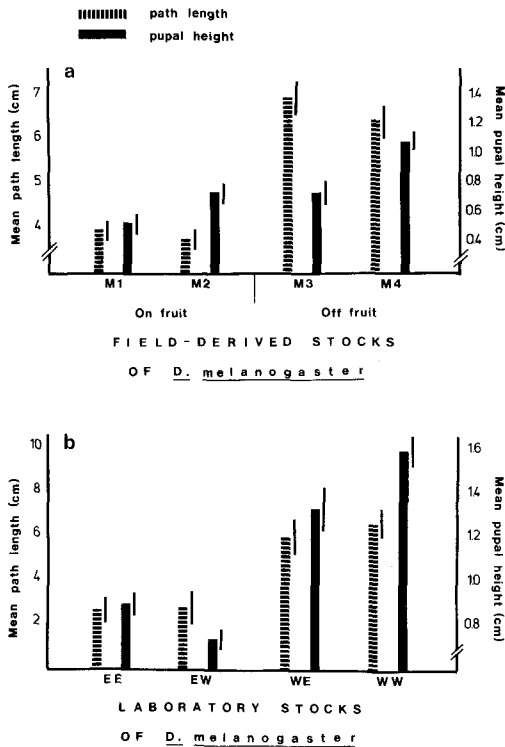 path length
pupal height
a
Mean path length (cm)
7
6
5
4
1.4
1.2
1.0
0.8
0.6
0.4
Mean pupal height (cm)
M1 M2 M3 M4
On fruit Off fruit
FIELD-DERIVED STOCKS
OF D. melanogaster
b
Mean path length (cm)
10
8
6
4
2
1.6
1.4
1.2
1.0
0.8
Mean pupal height (cm)
EE EW WE WW
LABORATORY STOCKS
OF D. melanogaster